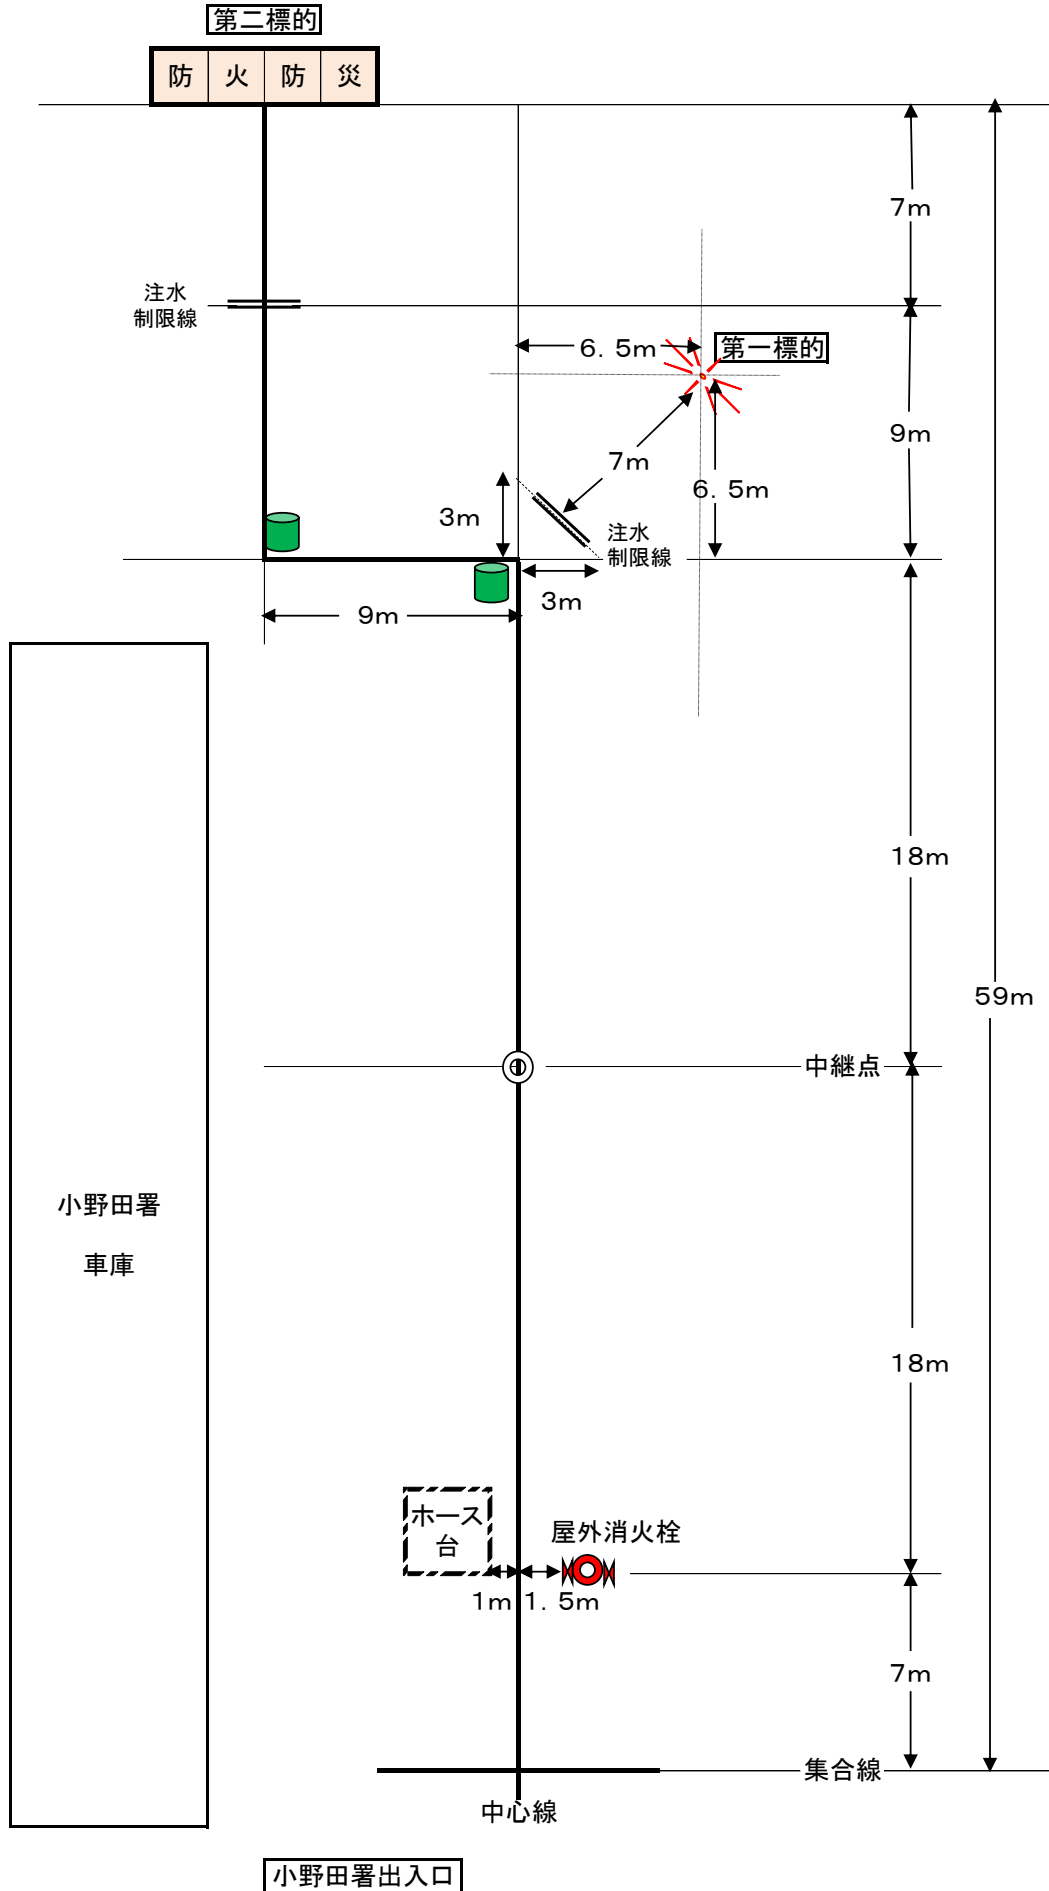 第二標的
防 火 防 災
7m
注水
制限線
6. 5m
第一標的
9m
7m
6. 5m
3m
注水
制限線
3m
9m
18m
59m
中継点
小野田署
車庫
18m
ホース
台
屋外消火栓
1m
1. 5m
7m
集合線
中心線
小野田署出入口